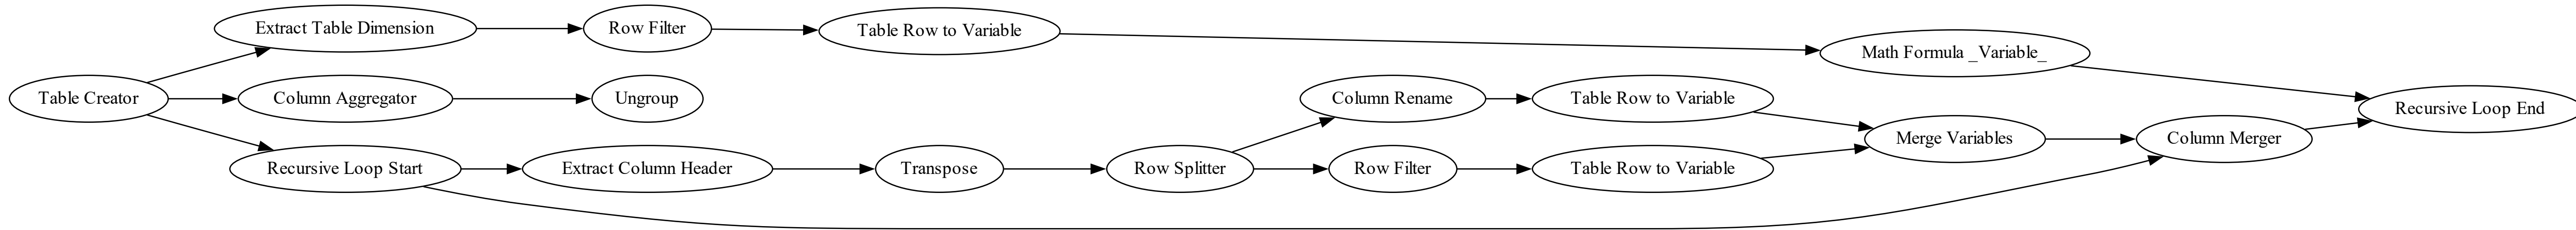 Extract Table Dimension
Row Filter
Table Row to Variable
Math Formula _Variable_
Table Creator
Column Aggregator
Ungroup
Column Rename
Table Row to Variable
Recursive Loop End
Merge Variables
Column Merger
Recursive Loop Start
Extract Column Header
Transpose
Row Splitter
Row Filter
Table Row to Variable